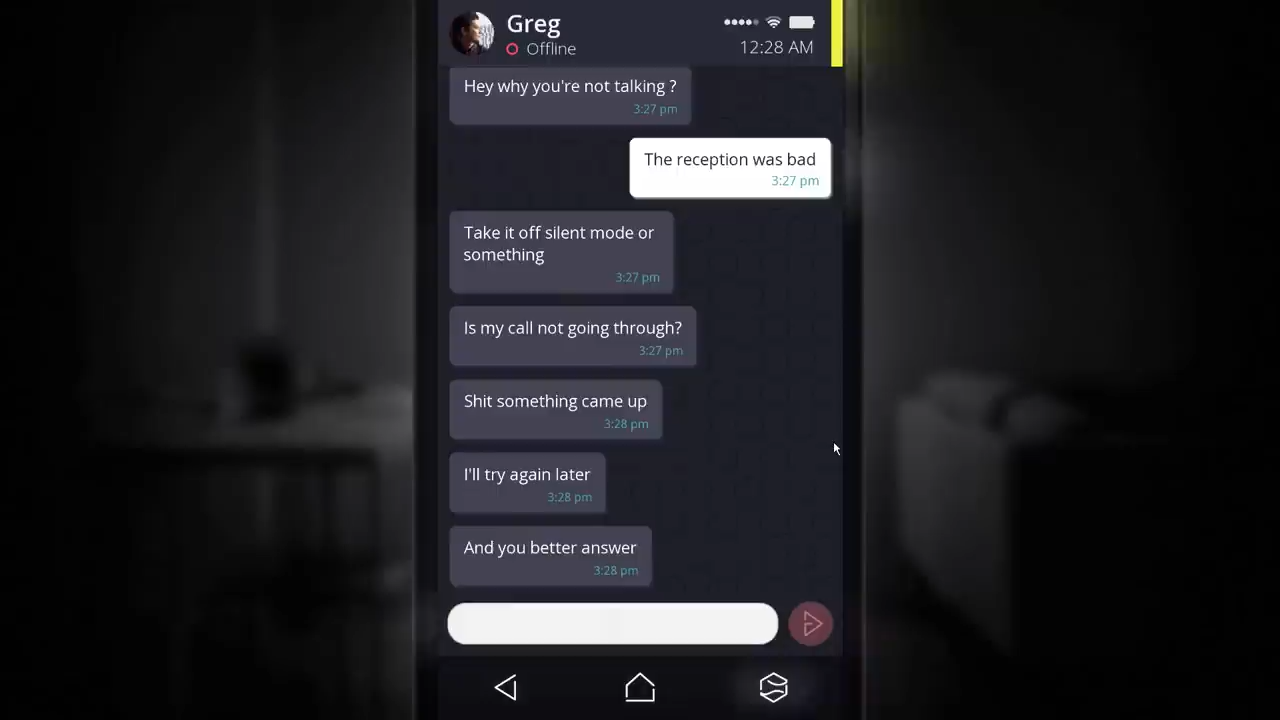 Greg
Offline
12:28 AM
Hey why you're not talking ?
3:27 pm
The reception was bad
3:27 pm
Take it off silent mode or
something
3:27 pm
Is my call not going through?
3:27 pm
Shit something came up
3:28 pm
I'll try again later
3:28 pm
And you better answer
3:28 pm